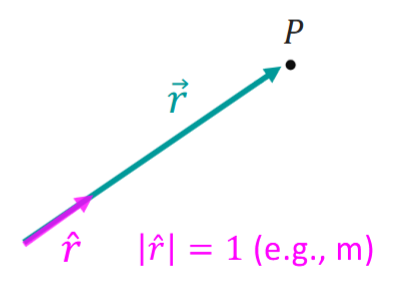 P
r⃗
r̂ |r̂| = 1 (e.g., m)